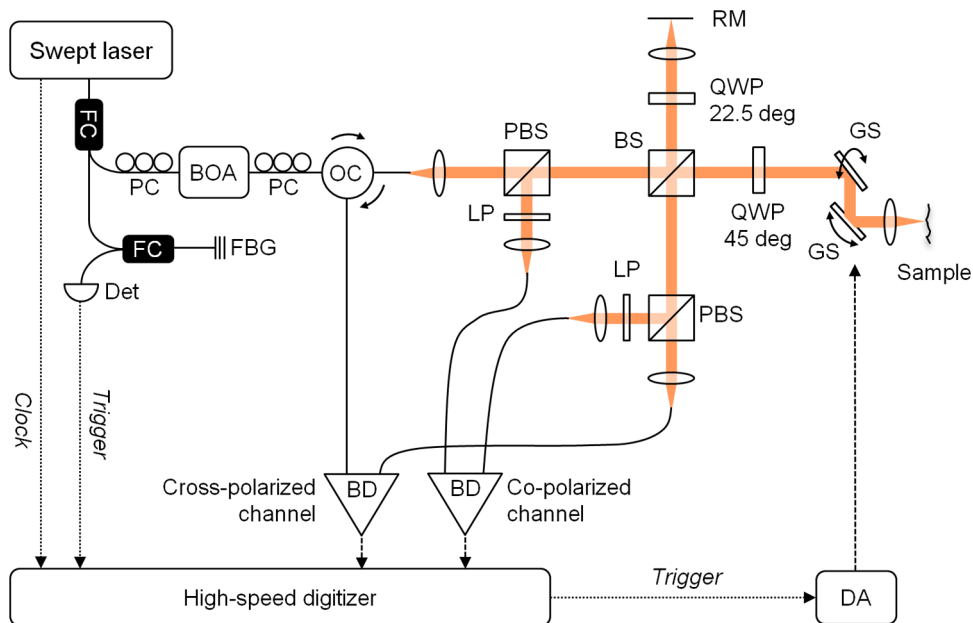 Swept laser
RM
FC
QWP
22.5 deg
PBS
BS
GS
PC
BOA
PC
OC
LP
QWP
45 deg
GS
FC
FBG
Det
LP
PBS
Sample
Clock
Trigger
Cross-polarized
channel
BD
BD
Co-polarized
channel
High-speed digitizer
Trigger
DA